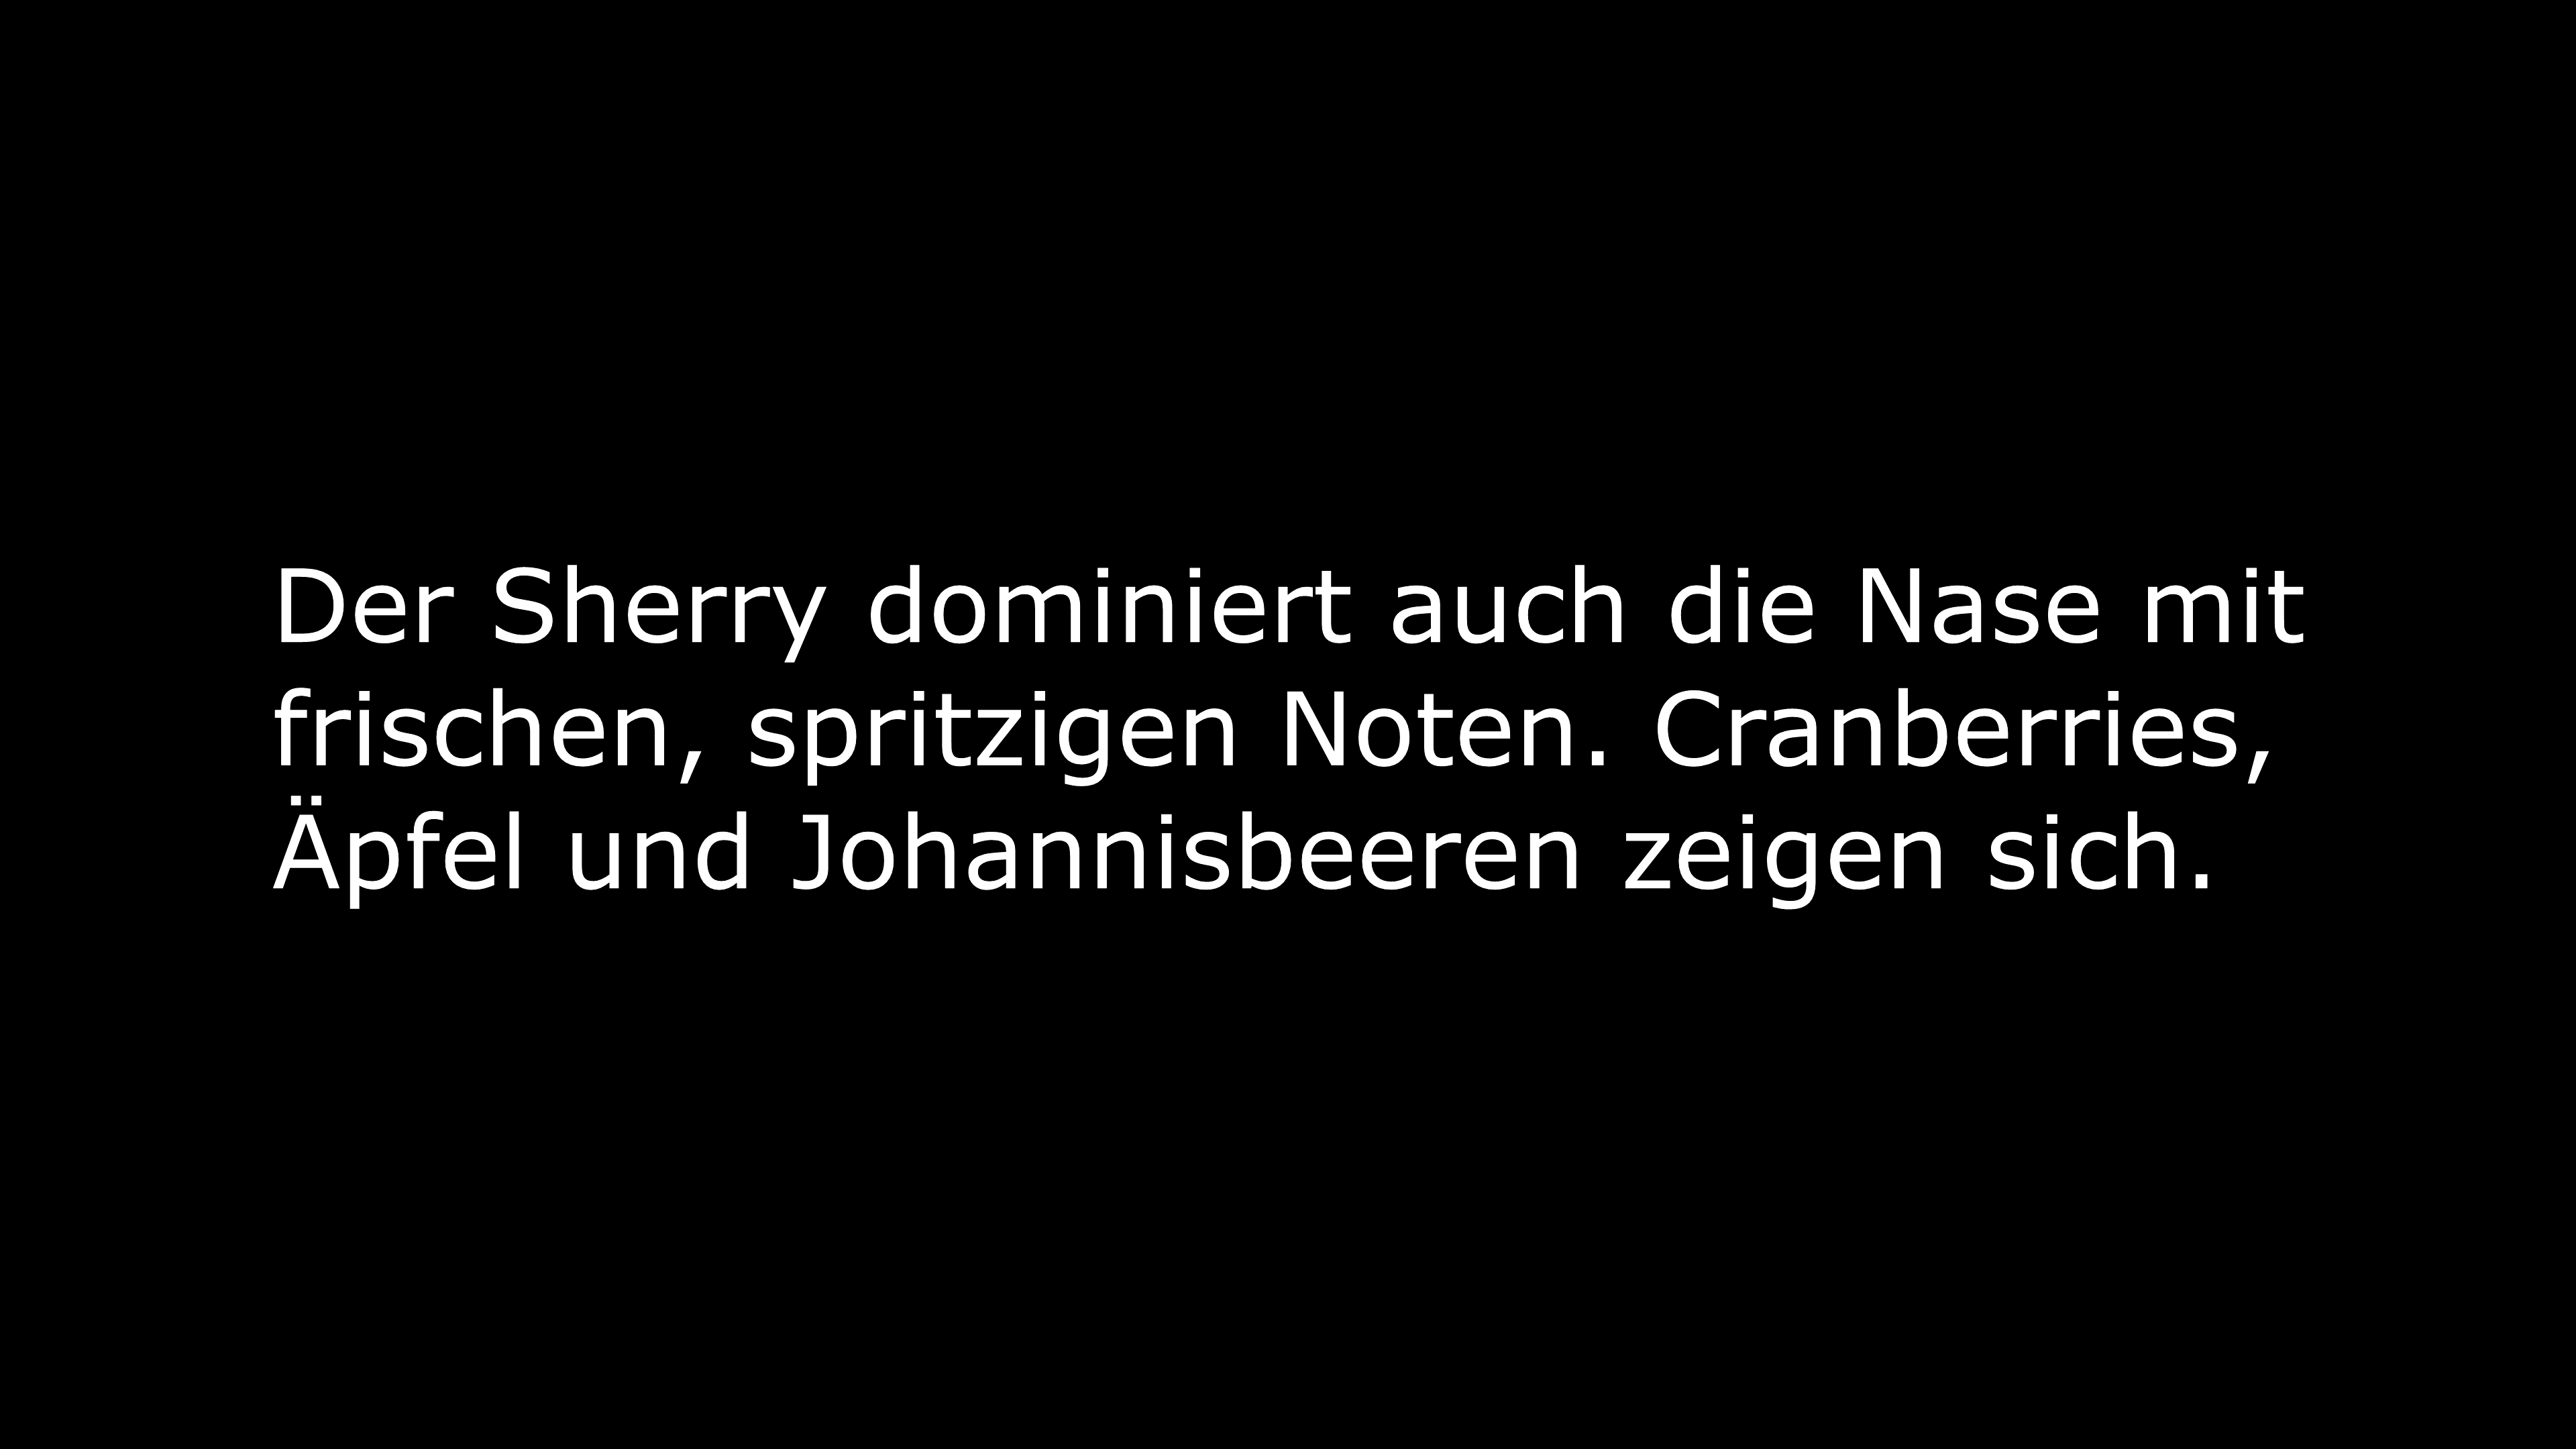 Der Sherry dominiert auch die Nase mit
frischen, spritzigen Noten. Cranberries,
Äpfel und Johannisbeeren zeigen sich.